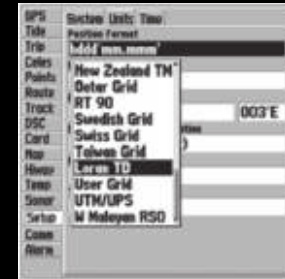 GPS
Tide
Trip
Celes
Points
Route
Track
DSC
Card
Map
Hiway
Temp
Sonar
Setup
Comm
Alarm
System Units Time
Position Format
hddd°mm.mmm'
New Zealand TM
Qatar Grid
RT 90
Swedish Grid
Swiss Grid
Taiwan Grid
Loran TD
User Grid
UTM/UPS
W Malayan RSO
003'E